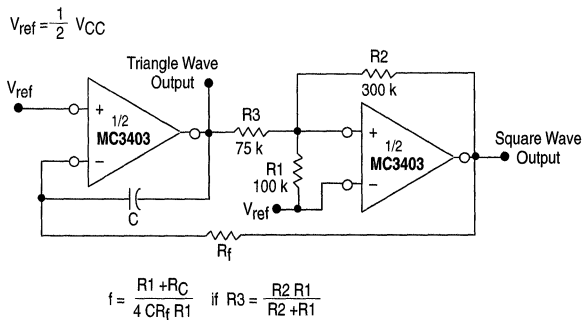 Vref = 1/2 VCC
Triangle Wave
Output
R2
300 k
Vref
+
1/2
MC3403
−
R3
75 k
+
1/2
MC3403
−
Square Wave
Output
R1
100 k
Vref
C
Rf
f = R1 + RC / 4 CRf R1 if R3 = R2 R1 / R2 + R1